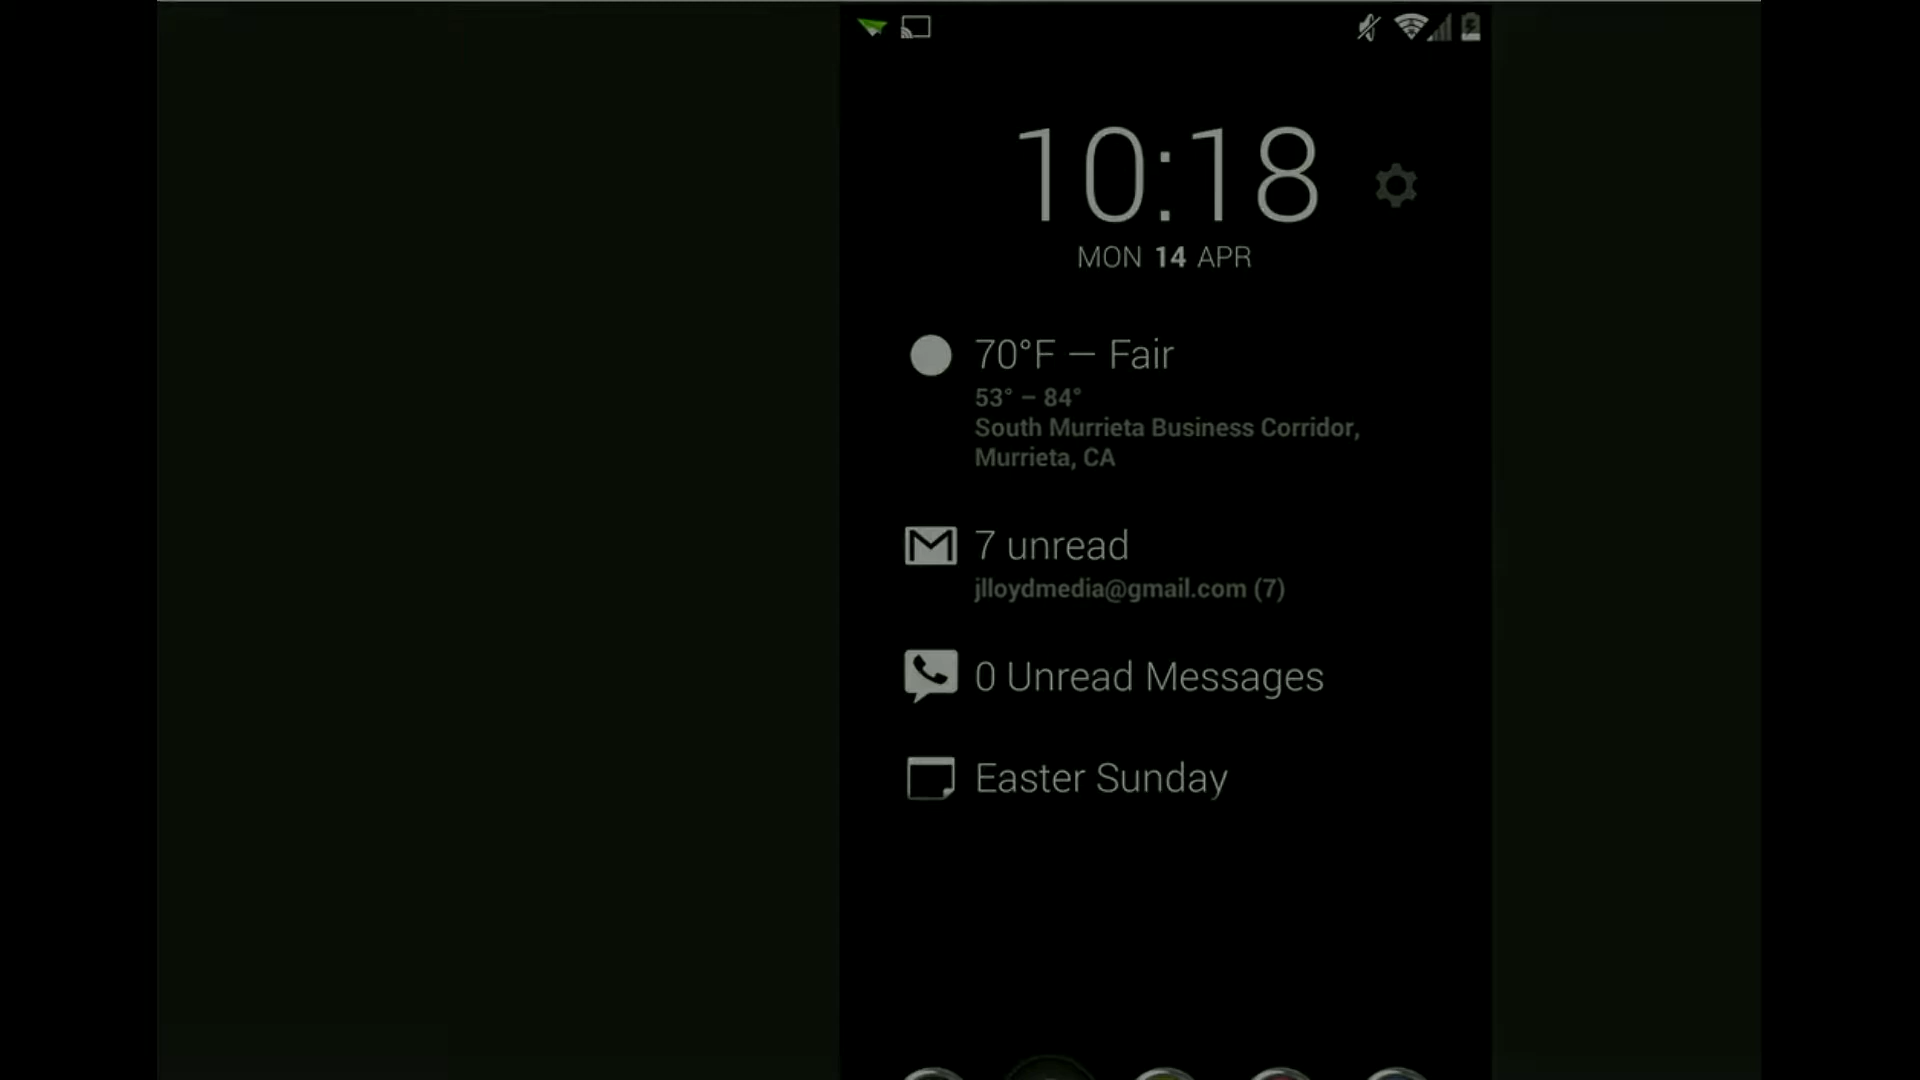 10:18
MON 14 APR
70°F — Fair
53° – 84°
South Murrieta Business Corridor,
Murrieta, CA
7 unread
jlloydmedia@gmail.com (7)
0 Unread Messages
Easter Sunday